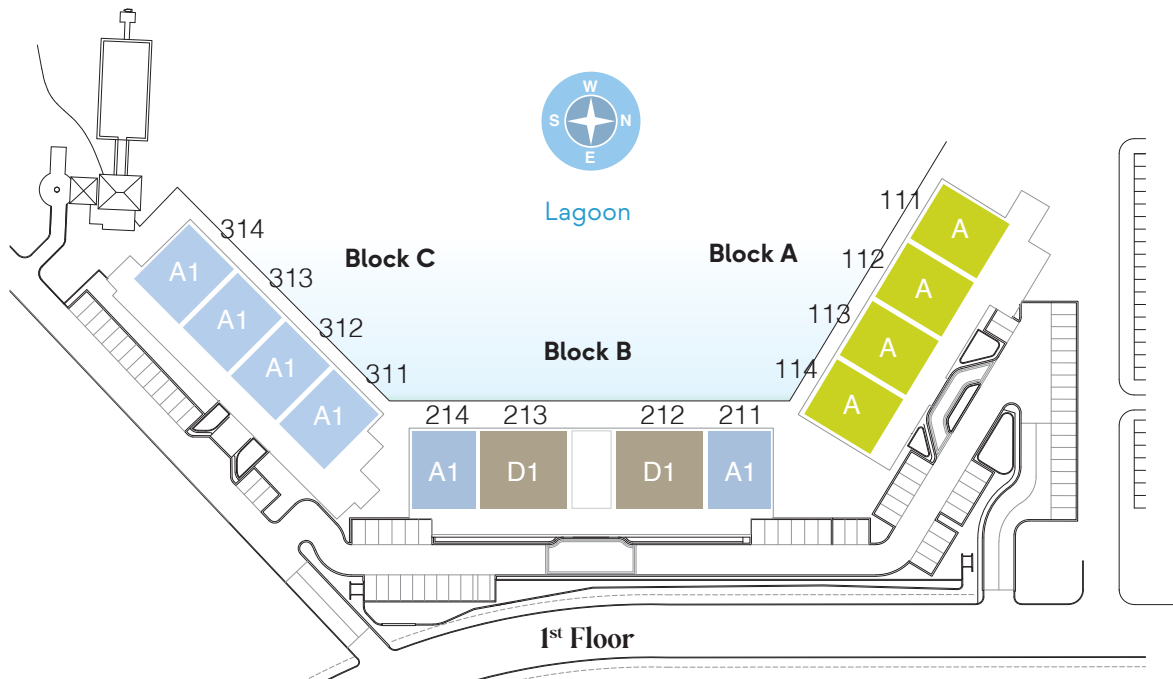 W
S N
E
Lagoon
Block C
Block A
Block B
314
313
312
311
A1
A1
A1
A1
111
112
113
114
A
A
A
A
214 213 212 211
A1 D1 D1 A1
1st Floor